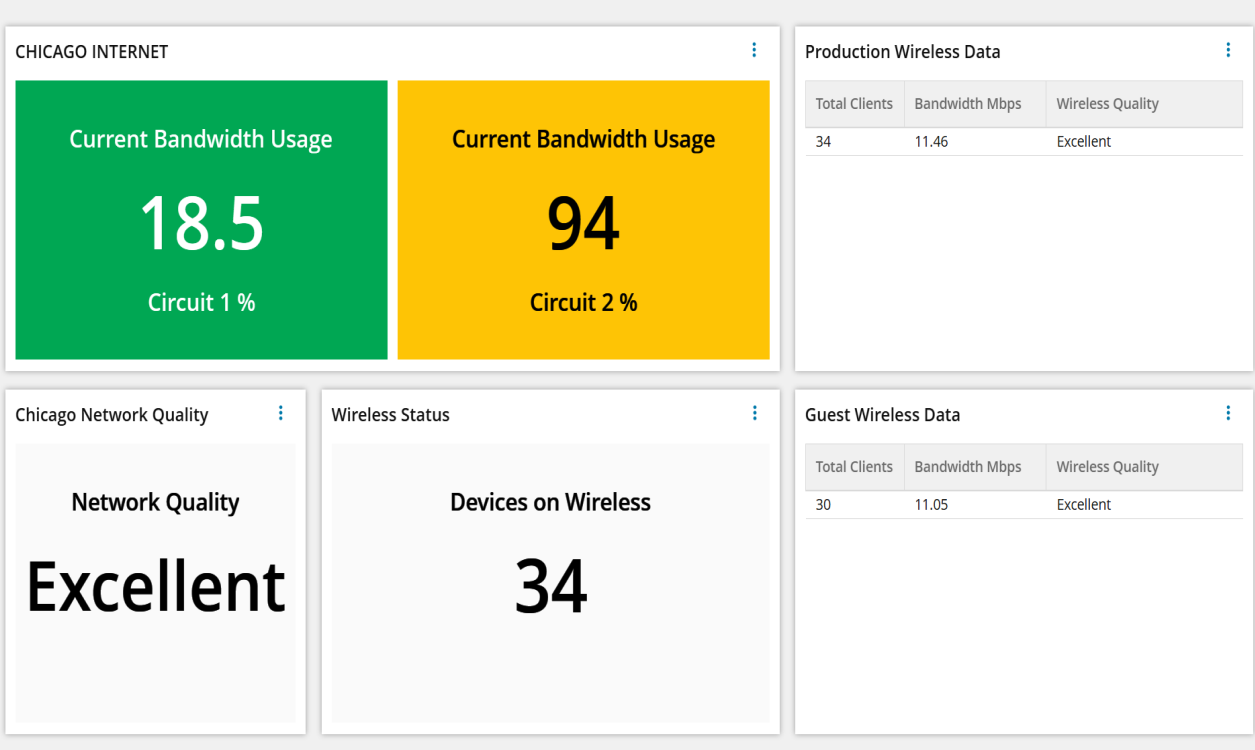 CHICAGO INTERNET
Current Bandwidth Usage
18.5
Circuit 1 %
Current Bandwidth Usage
94
Circuit 2 %
Production Wireless Data
Total Clients Bandwidth Mbps Wireless Quality
34 11.46 Excellent
Chicago Network Quality
Network Quality
Excellent
Wireless Status
Devices on Wireless
34
Guest Wireless Data
Total Clients Bandwidth Mbps Wireless Quality
30 11.05 Excellent